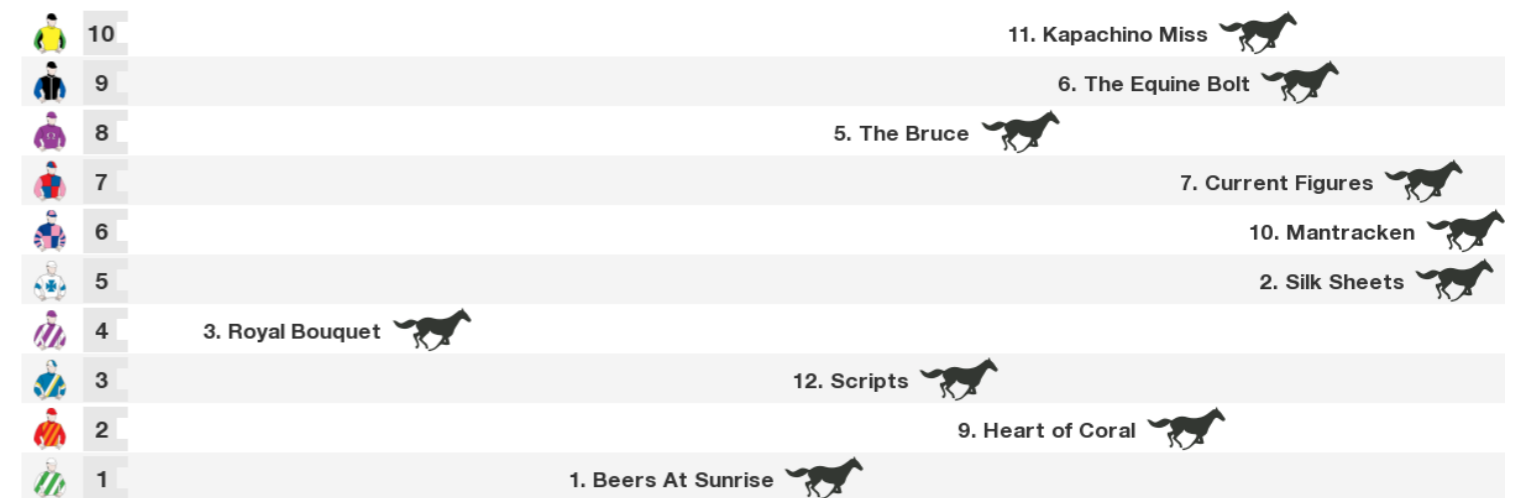 10 11. Kapachino Miss
9 6. The Equine Bolt
8 5. The Bruce
7 7. Current Figures
6 10. Mantracken
5 2. Silk Sheets
4 3. Royal Bouquet
3 12. Scripts
2 9. Heart of Coral
1 1. Beers At Sunrise